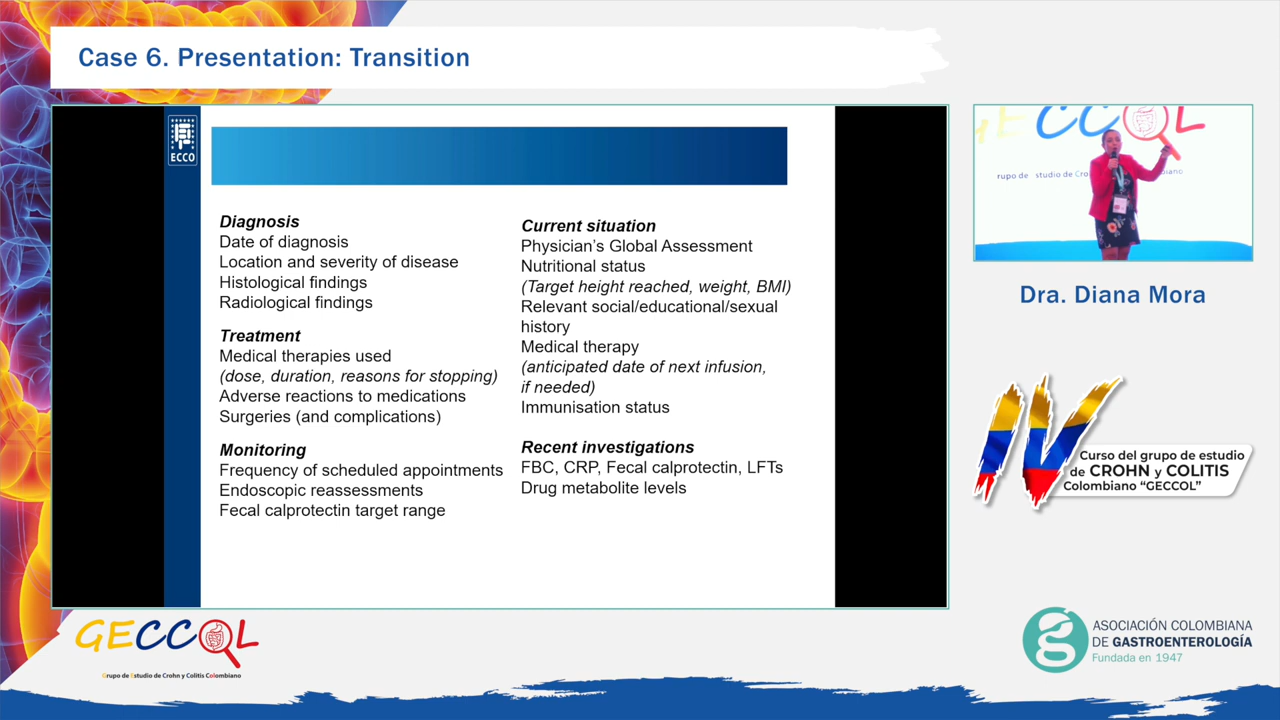 Case 6. Presentation: Transition
ECCO
Diagnosis
Date of diagnosis
Location and severity of disease
Histological findings
Radiological findings
Treatment
Medical therapies used
(dose, duration, reasons for stopping)
Adverse reactions to medications
Surgeries (and complications)
Monitoring
Frequency of scheduled appointments
Endoscopic reassessments
Fecal calprotectin target range
Current situation
Physician's Global Assessment
Nutritional status
(Target height reached, weight, BMI)
Relevant social/educational/sexual
history
Medical therapy
(anticipated date of next infusion,
if needed)
Immunisation status
Recent investigations
FBC, CRP, Fecal calprotectin, LFTs
Drug metabolite levels
GECCOL
rupo de studio de Cro
Dra. Diana Mora
IV
Curso del grupo de estudio
de CROHN y COLITIS
Colombiano “GECCOL”
GECCOL
Grupo de Estudio de Crohn y Colitis Colombiano
ASOCIACIÓN COLOMBIANA
DE GASTROENTEROLOGÍA
Fundada en 1947